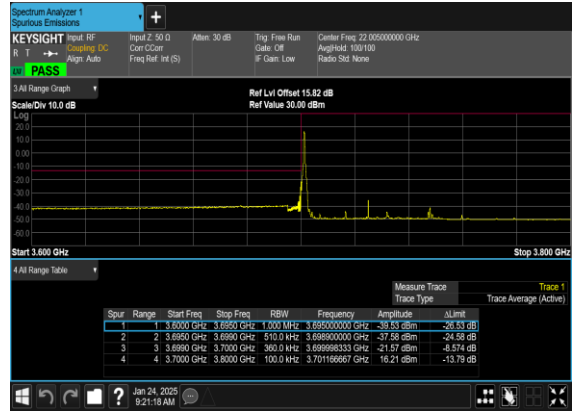 Spectrum Analyzer 1
Spurious Emissions
KEYSIGHT Input: RF Input Z: 50 Ω Atten: 30 dB Trig: Free Run Center Freq: 22.005000000 GHz
R T Coupling: DC Corr CCorr Gate: Off Avg|Hold: 100/100
Align: Auto Freq Ref: Int (S) IF Gain: Low Radio Std: None
PASS
3 All Range Graph Ref Lvl Offset 15.82 dB
Scale/Div 10.0 dB Ref Value 30.00 dBm
Log
20.0
10.0
0.00
-10.0
-20.0
-30.0
-40.0
-50.0
-60.0
Start 3.600 GHz Stop 3.800 GHz
4 All Range Table
Measure Trace Trace 1
Trace Type Trace Average (Active)
Spur Range Start Freq Stop Freq RBW Frequency Amplitude ΔLimit
1 1 3.6000 GHz 3.6950 GHz 1.000 MHz 3.695000000 GHz -39.53 dBm -26.53 dB
2 2 3.6950 GHz 3.6990 GHz 510.0 kHz 3.698900000 GHz -37.58 dBm -24.58 dB
3 3 3.6990 GHz 3.7000 GHz 360.0 kHz 3.699998333 GHz -21.57 dBm -8.574 dB
4 4 3.7000 GHz 3.8000 GHz 100.0 kHz 3.701166667 GHz 16.21 dBm -13.79 dB
? Jan 24, 2025
9:21:18 AM